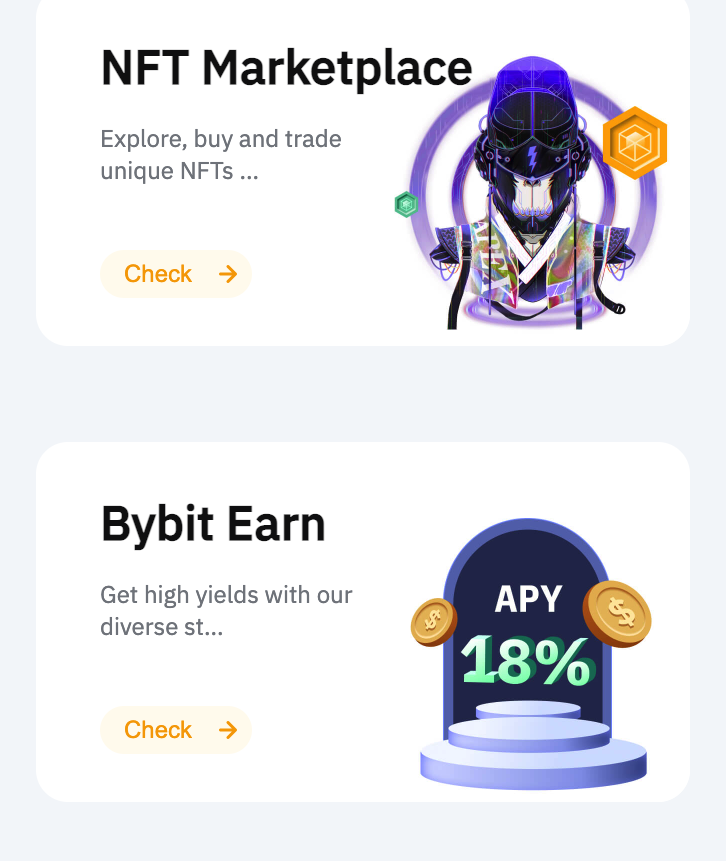 NFT Marketplace
Explore, buy and trade
unique NFTs ...
Check
Bybit Earn
Get high yields with our
diverse st...
APY
18%
Check